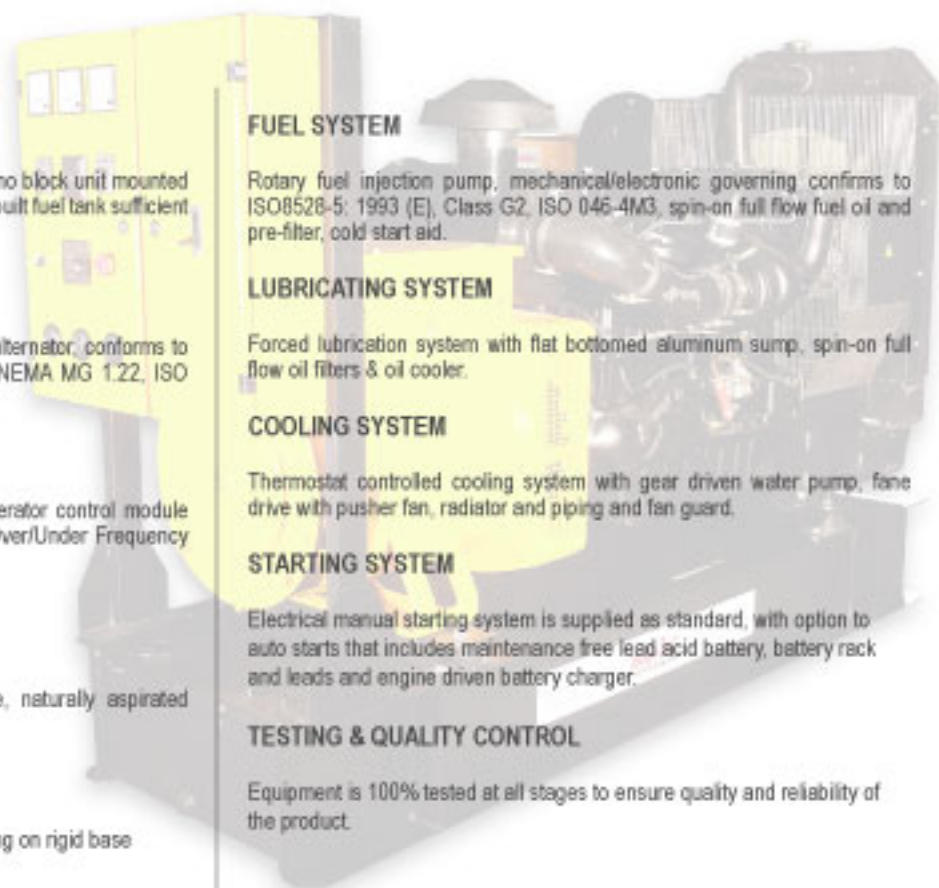 no block unit mounted
built fuel tank sufficient
alternator, conforms to
NEMA MG 1.22, ISO
erator control module
Over/Under Frequency
e, naturally aspirated
g on rigid base
FUEL SYSTEM
Rotary fuel injection pump, mechanical/electronic governing confirms to
ISO8528-5: 1993 (E), Class G2, ISO 046-4M3, spin-on full flow fuel oil and
pre-filter, cold start aid.
LUBRICATING SYSTEM
Forced lubrication system with flat bottomed aluminum sump, spin-on full
flow oil filters & oil cooler.
COOLING SYSTEM
Thermostat controlled cooling system with gear driven water pump, fane
drive with pusher fan, radiator and piping and fan guard.
STARTING SYSTEM
Electrical manual starting system is supplied as standard, with option to
auto starts that includes maintenance free lead acid battery, battery rack
and leads and engine driven battery charger.
TESTING & QUALITY CONTROL
Equipment is 100% tested at all stages to ensure quality and reliability of
the product.